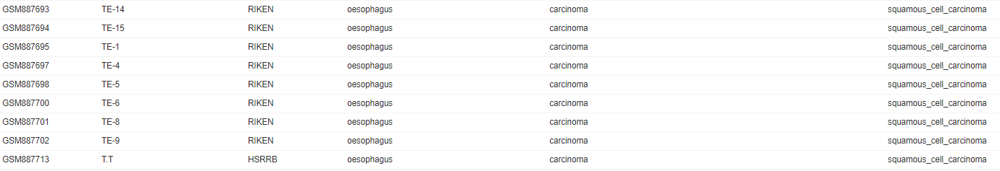 GSM887693 TE-14 RIKEN oesophagus carcinoma squamous_cell_carcinoma
GSM887694 TE-15 RIKEN oesophagus carcinoma squamous_cell_carcinoma
GSM887695 TE-1 RIKEN oesophagus carcinoma squamous_cell_carcinoma
GSM887697 TE-4 RIKEN oesophagus carcinoma squamous_cell_carcinoma
GSM887698 TE-5 RIKEN oesophagus carcinoma squamous_cell_carcinoma
GSM887700 TE-6 RIKEN oesophagus carcinoma squamous_cell_carcinoma
GSM887701 TE-8 RIKEN oesophagus carcinoma squamous_cell_carcinoma
GSM887702 TE-9 RIKEN oesophagus carcinoma squamous_cell_carcinoma
GSM887713 T.T HSRRB oesophagus carcinoma squamous_cell_carcinoma